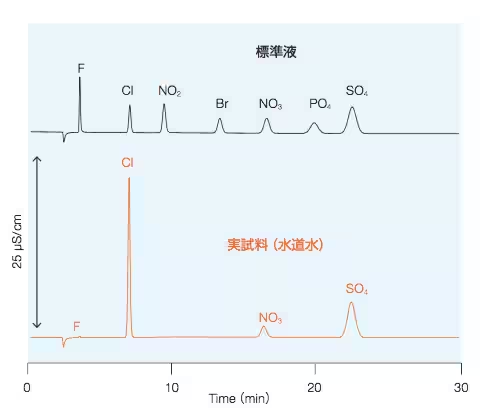 標準液
F
Cl
NO₂
Br
NO₃
PO₄
SO₄
25 µS/cm
Cl
実試料（水道水）
F
NO₃
SO₄
0
10
20
30
Time (min)